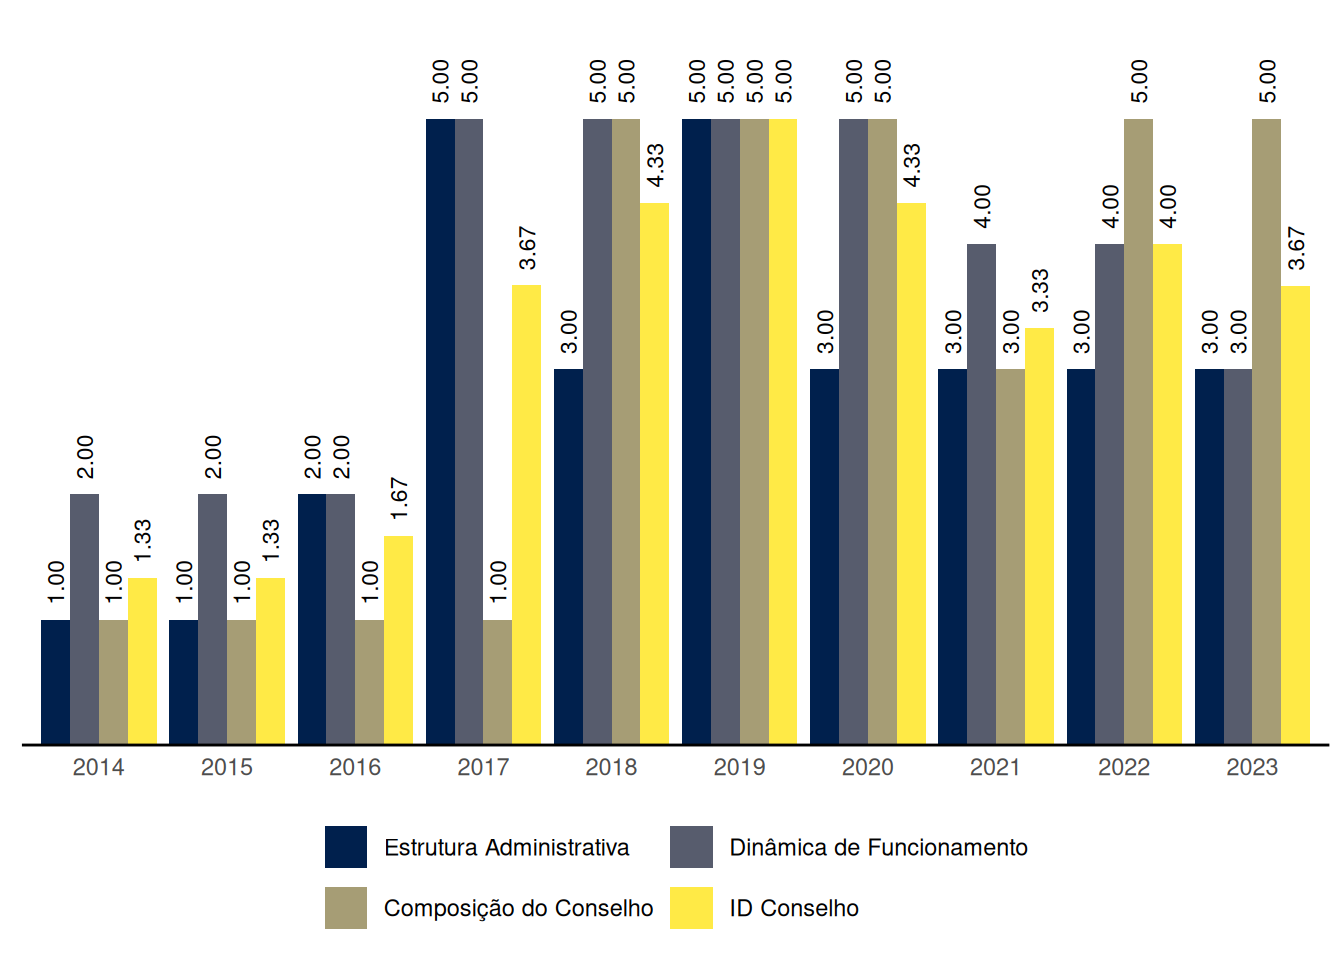 1.00 2.00 1.00 1.33
1.00 2.00 1.00 1.33
2.00 2.00 1.00 1.67
5.00 5.00 1.00 3.67
3.00 5.00 5.00 4.33
5.00 5.00 5.00 5.00
3.00 5.00 5.00 4.33
3.00 4.00 3.00 3.33
3.00 4.00 5.00 4.00
3.00 3.00 5.00 3.67
2014 2015 2016 2017 2018 2019 2020 2021 2022 2023
Estrutura Administrativa Dinâmica de Funcionamento
Composição do Conselho ID Conselho